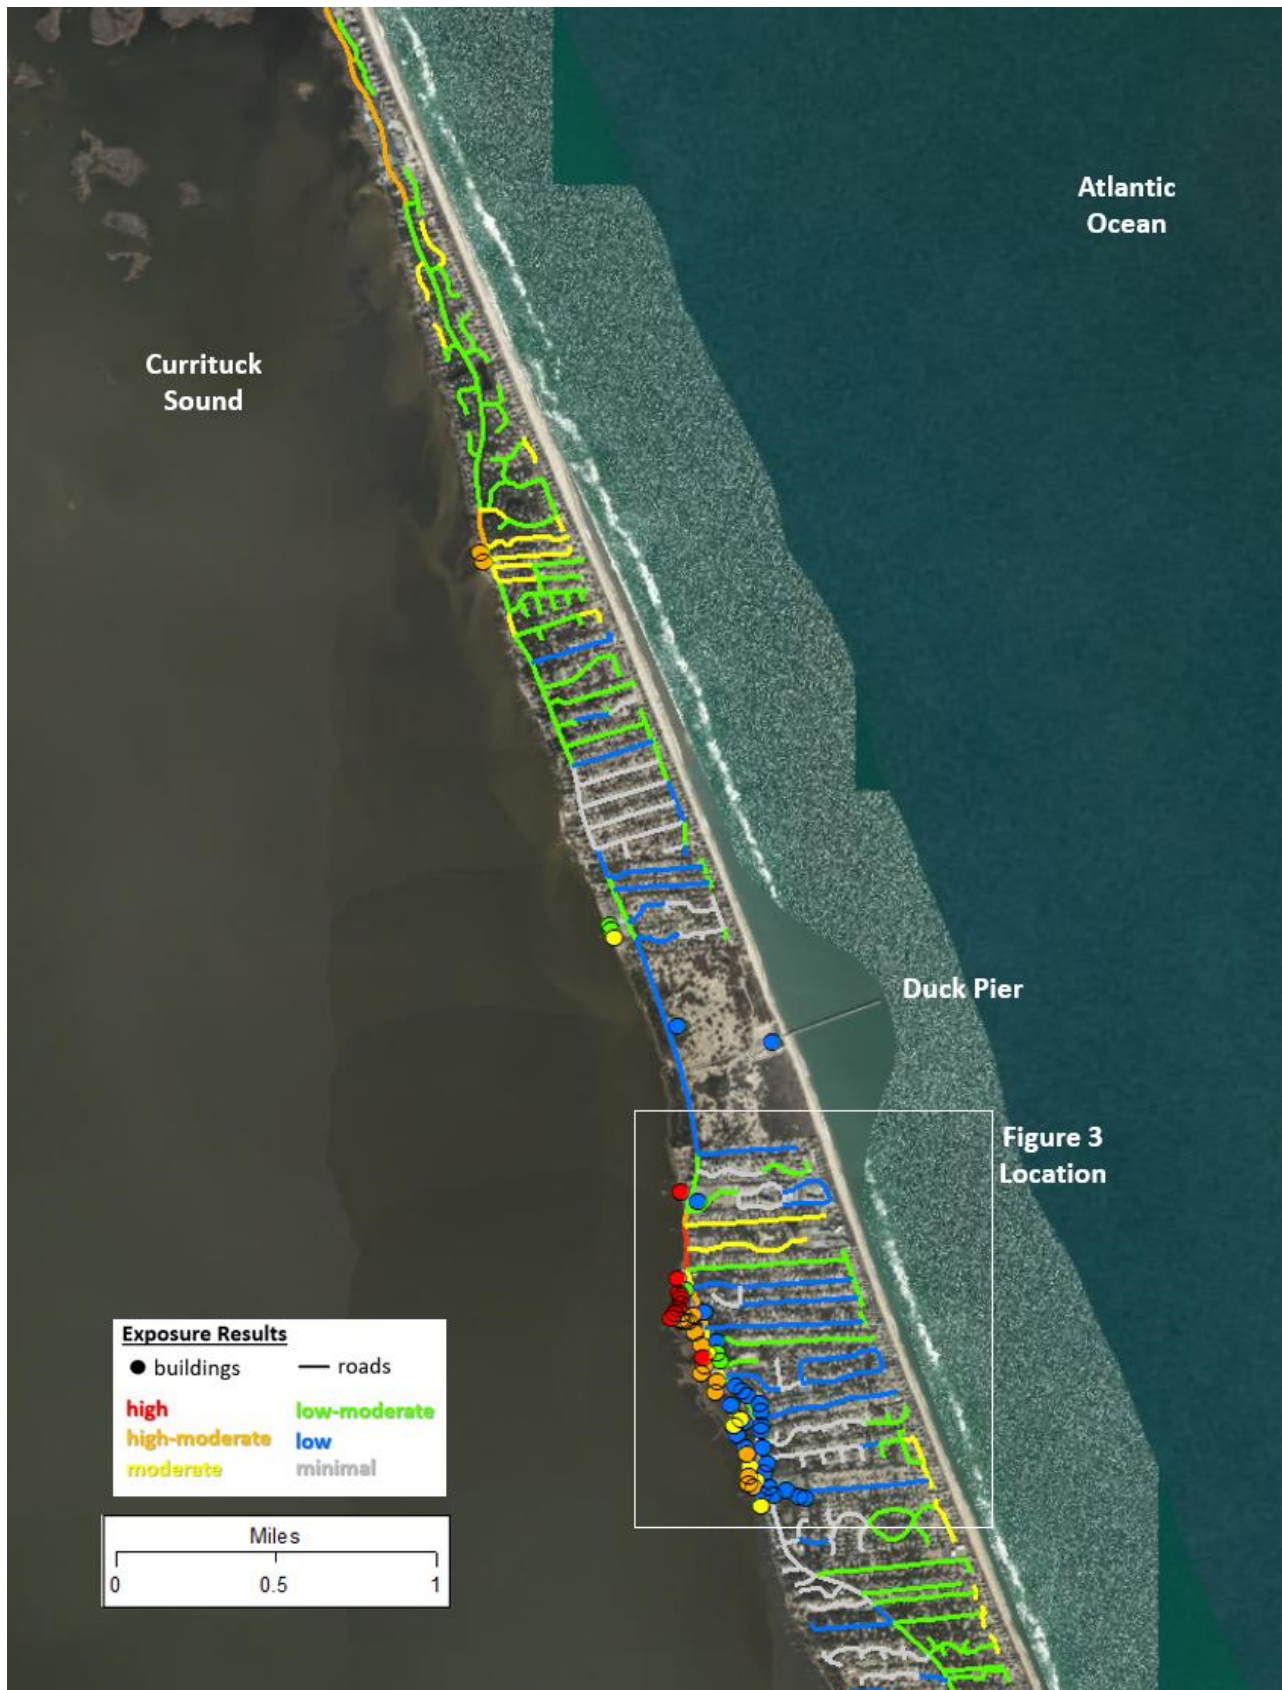 Atlantic
Ocean
Currituck
Sound
Duck Pier
Figure 3
Location
Exposure Results
buildings
roads
high
low-moderate
high-moderate
low
moderate
minimal
Miles
0
0.5
1